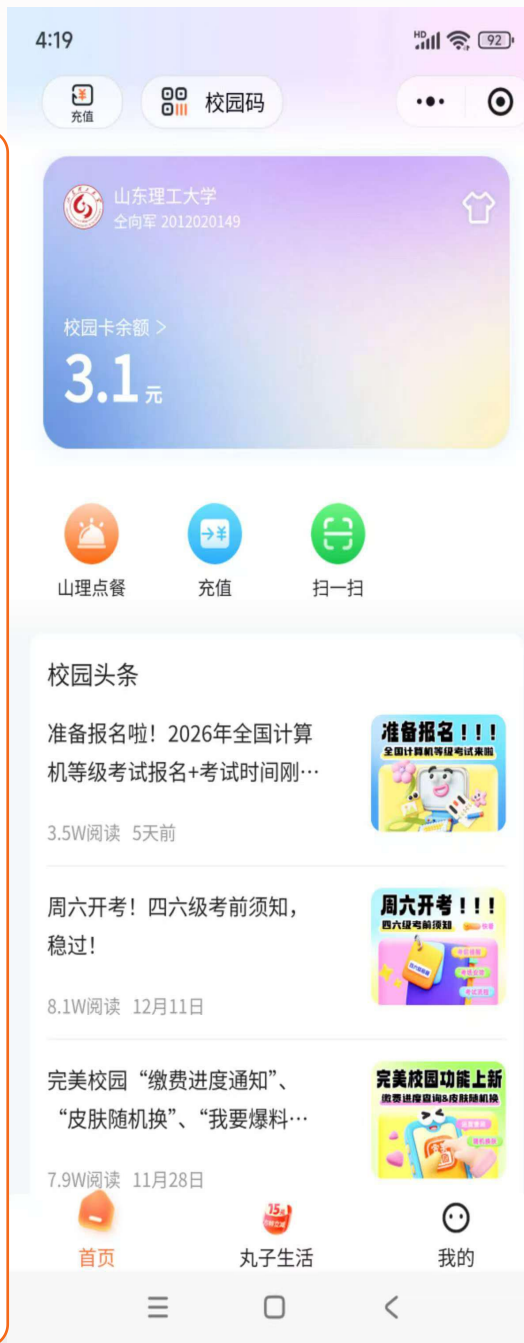 4:19
HD
92
充值
校园码
山东理工大学
仝向军 2012020149
校园卡余额 >
3.1元
山理点餐
充值
扫一扫
校园头条
准备报名啦！2026年全国计算
机等级考试报名+考试时间刚…
3.5W阅读 5天前
准备报名！！！
全国计算机等级考试来啦
周六开考！四六级考前须知，
稳过！
8.1W阅读 12月11日
周六开考！！！
四六级考前须知
完美校园“缴费进度通知”、
“皮肤随机换”、“我要爆料…
7.9W阅读 11月28日
完美校园功能上新
缴费进度查询&皮肤随机换
首页
丸子生活
我的